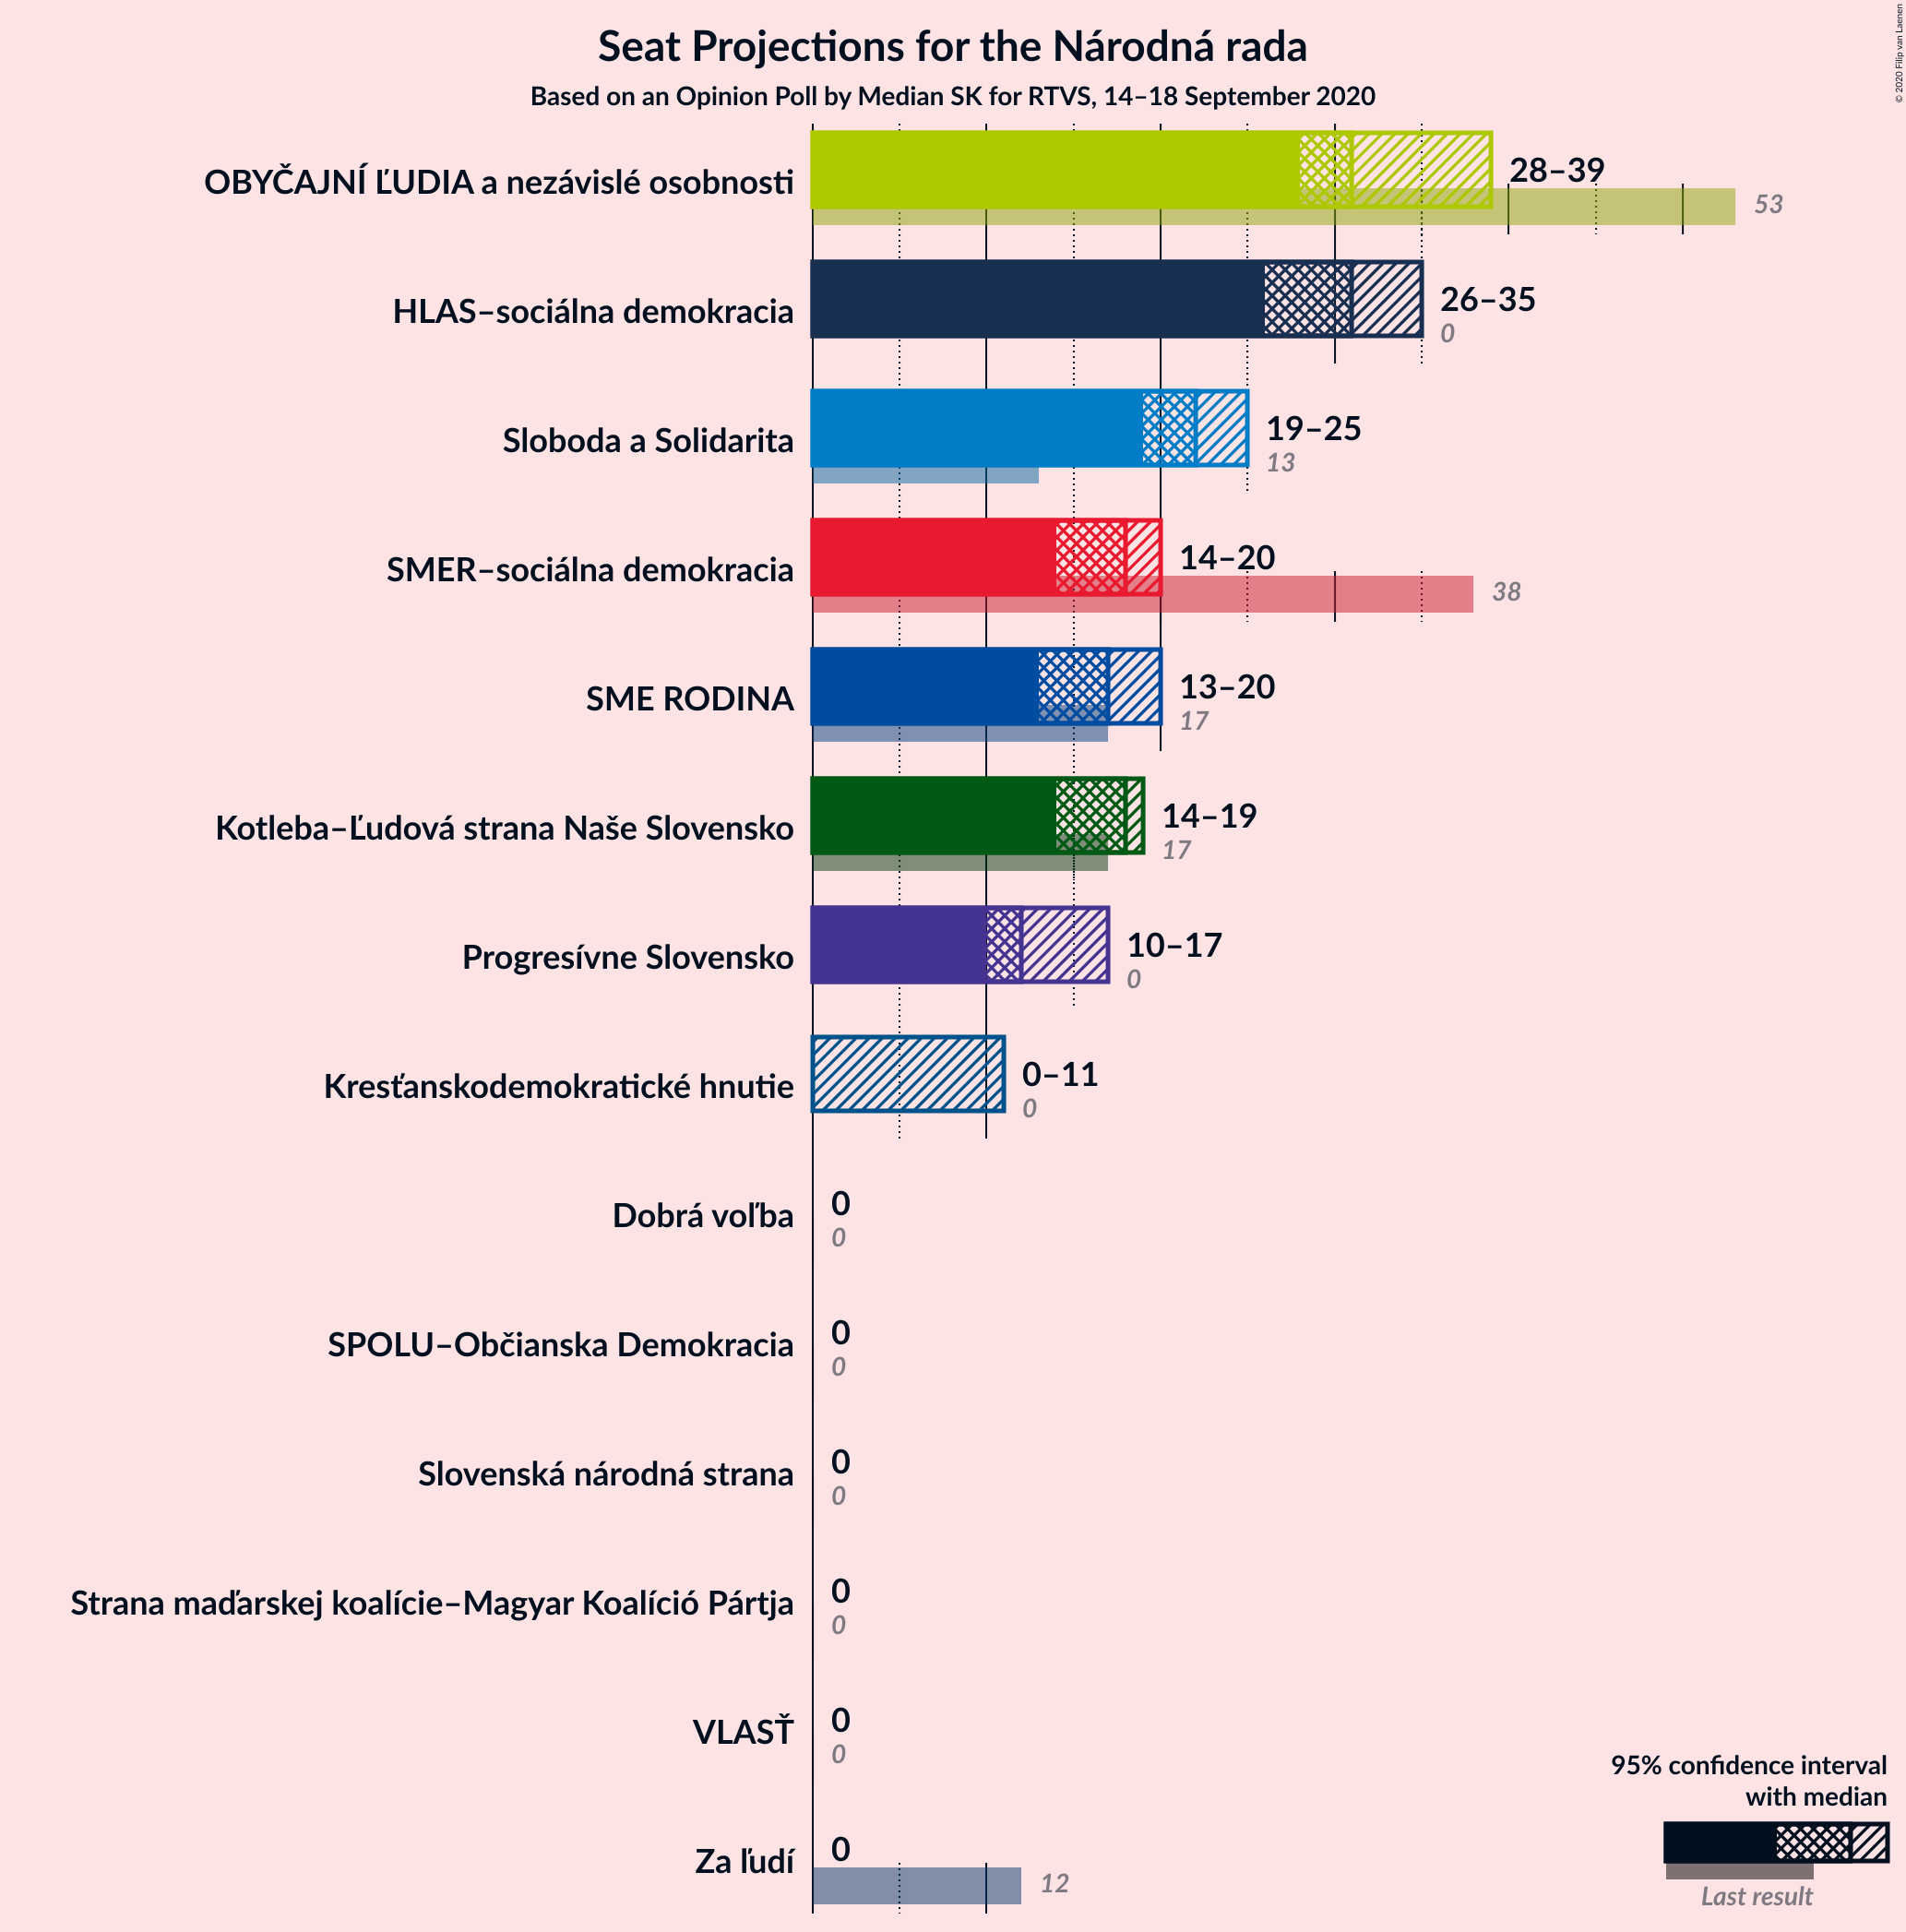 © 2020 Filip van Laenen
Seat Projections for the Národná rada
Based on an Opinion Poll by Median SK for RTVS, 14–18 September 2020
OBYČAJNÍ ĽUDIA a nezávislé osobnosti
28–39
53
HLAS–sociálna demokracia
26–35
0
Sloboda a Solidarita
19–25
13
SMER–sociálna demokracia
14–20
38
SME RODINA
13–20
17
Kotleba–Ľudová strana Naše Slovensko
14–19
17
Progresívne Slovensko
10–17
0
Kresťanskodemokratické hnutie
0–11
0
Dobrá voľba
0
0
SPOLU–Občianska Demokracia
0
0
Slovenská národná strana
0
0
Strana maďarskej koalície–Magyar Koalíció Pártja
0
0
VLASŤ
0
0
Za ľudí
0
12
95% confidence interval
with median
Last result